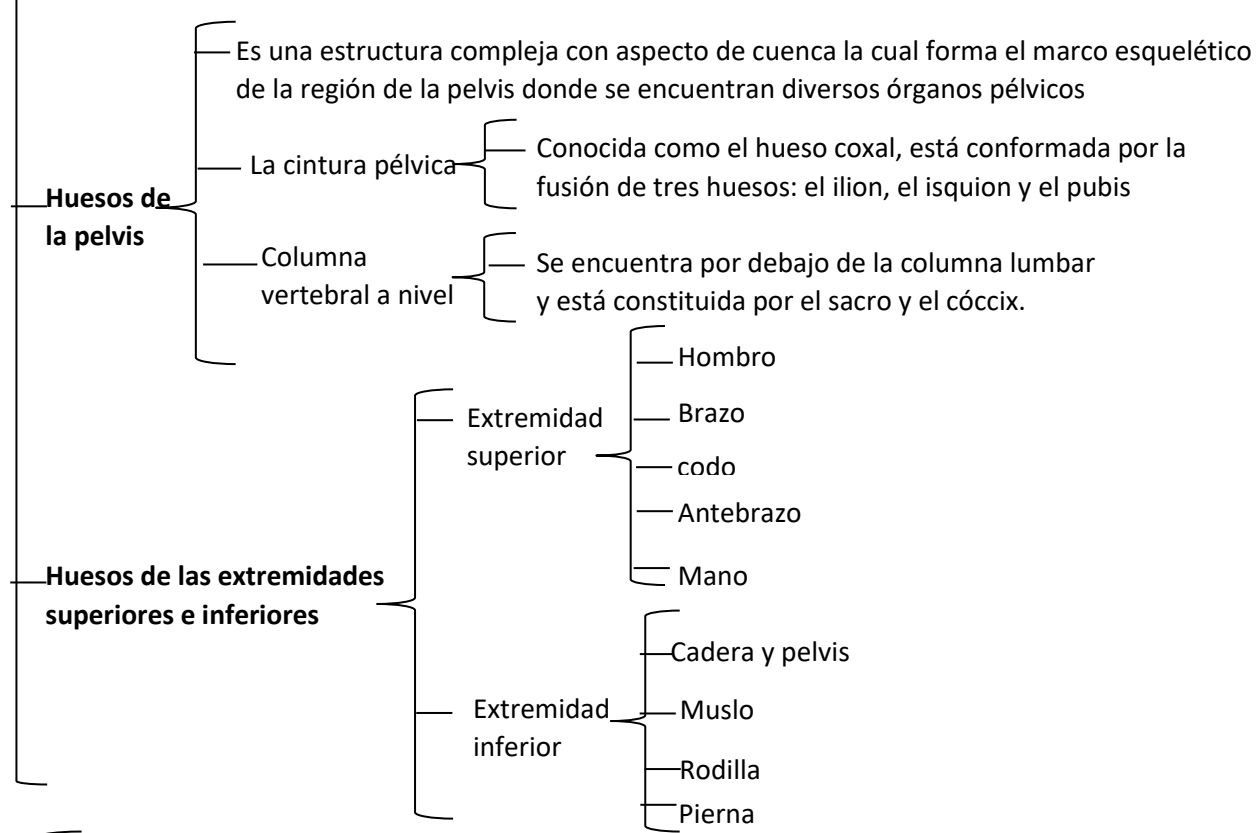 Es una estructura compleja con aspecto de cuenca la cual forma el marco esquelético
de la región de la pelvis donde se encuentran diversos órganos pélvicos
La cintura pélvica
Conocida como el hueso coxal, está conformada por la
fusión de tres huesos: el ilion, el isquion y el pubis
Huesos de
la pelvis
Columna
vertebral a nivel
Se encuentra por debajo de la columna lumbar
y está constituida por el sacro y el cóccix.
Hombro
Extremidad
superior
Brazo
codo
Antebrazo
Mano
Huesos de las extremidades
superiores e inferiores
Cadera y pelvis
Extremidad
inferior
Muslo
Rodilla
Pierna